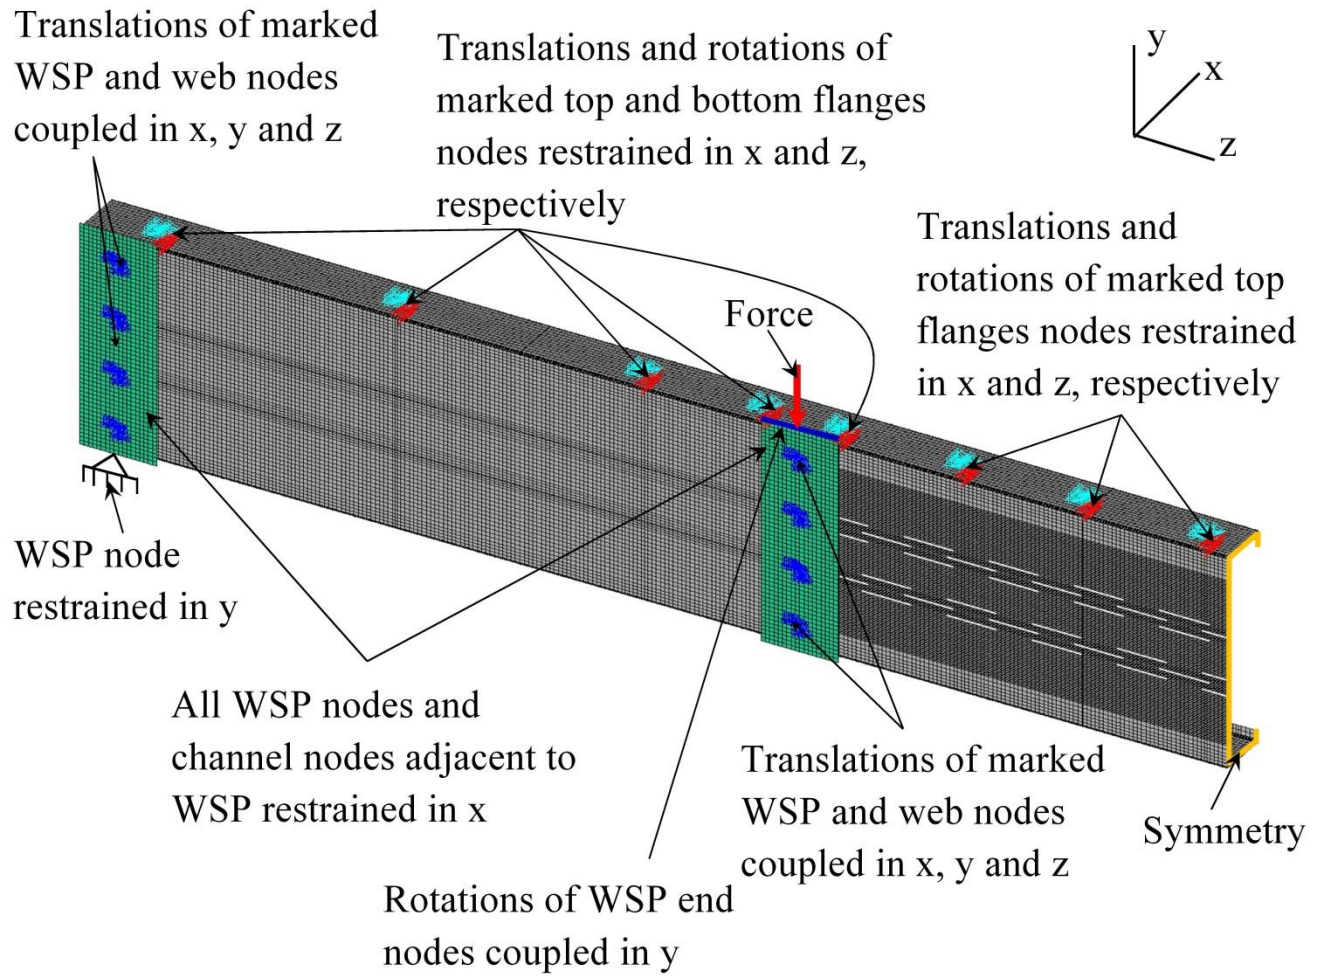 Translations of marked
WSP and web nodes
coupled in x, y and z
Translations and rotations of
marked top and bottom flanges
nodes restrained in x and z,
respectively
y
x
z
Translations and
rotations of marked top
flanges nodes restrained
in x and z, respectively
Force
WSP node
restrained in y
All WSP nodes and
channel nodes adjacent to
WSP restrained in x
Rotations of WSP end
nodes coupled in y
Translations of marked
WSP and web nodes
coupled in x, y and z
Symmetry